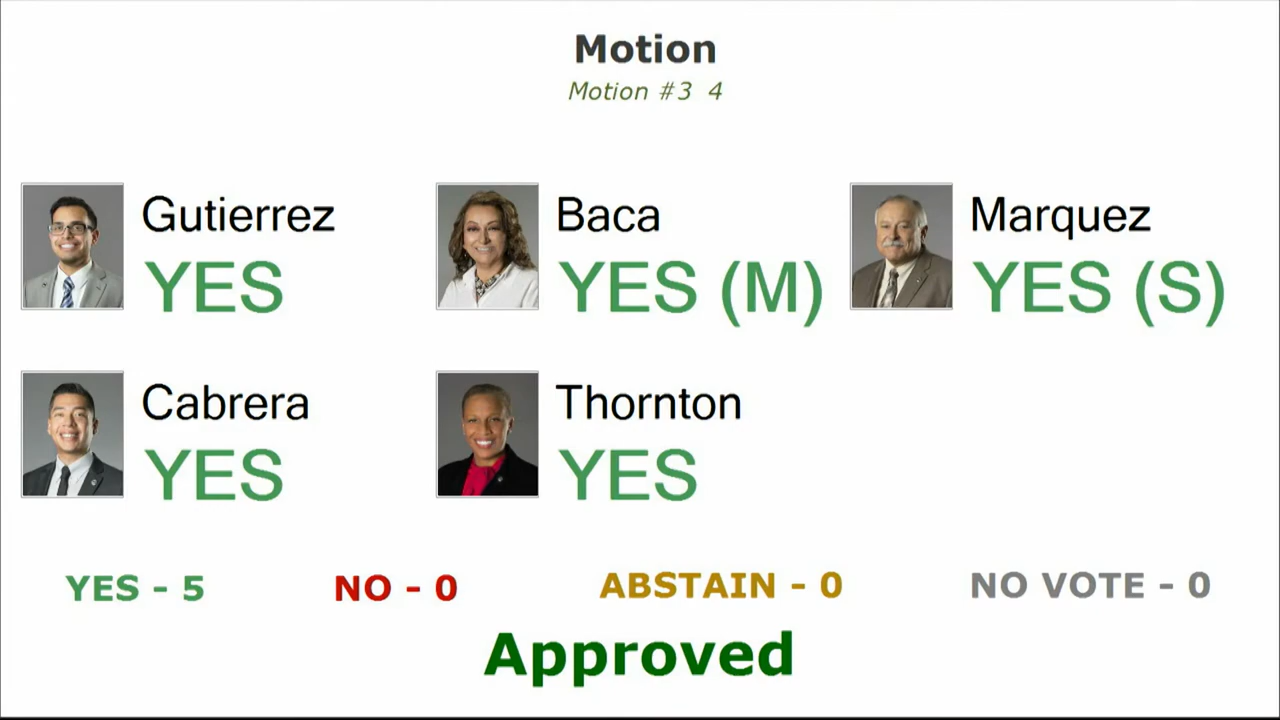 Motion
Motion #3 4
Gutierrez
YES
Baca
YES (M)
Marquez
YES (S)
Cabrera
YES
Thornton
YES
YES - 5
NO - 0
ABSTAIN - 0
NO VOTE - 0
Approved